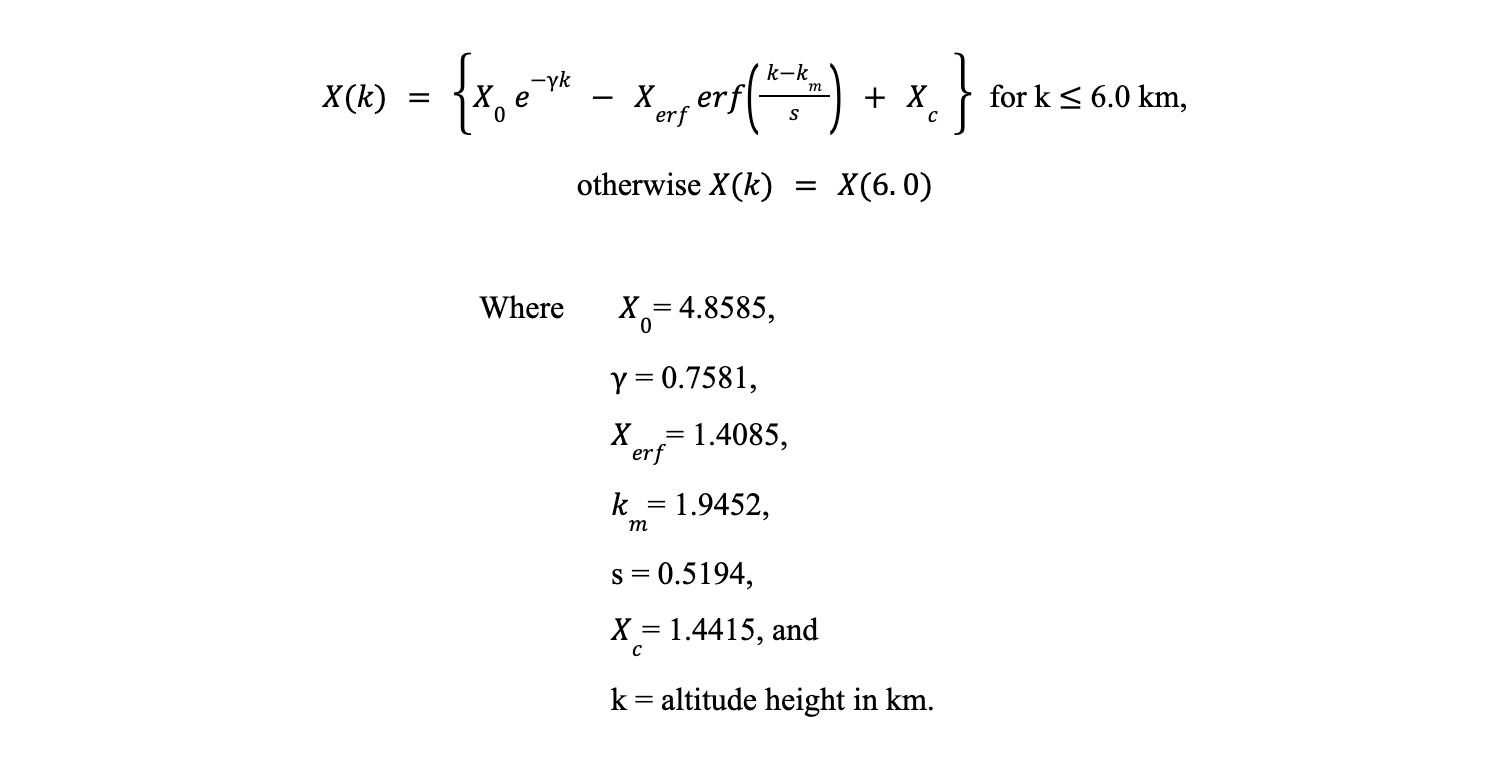 X(k) = {X₀ e^(−γk) − X_erf erf((k−k_m)/s) + X_c} for k ≤ 6.0 km,
otherwise X(k) = X(6.0)
Where X₀= 4.8585,
γ = 0.7581,
X_erf= 1.4085,
k_m= 1.9452,
s = 0.5194,
X_c= 1.4415, and
k = altitude height in km.